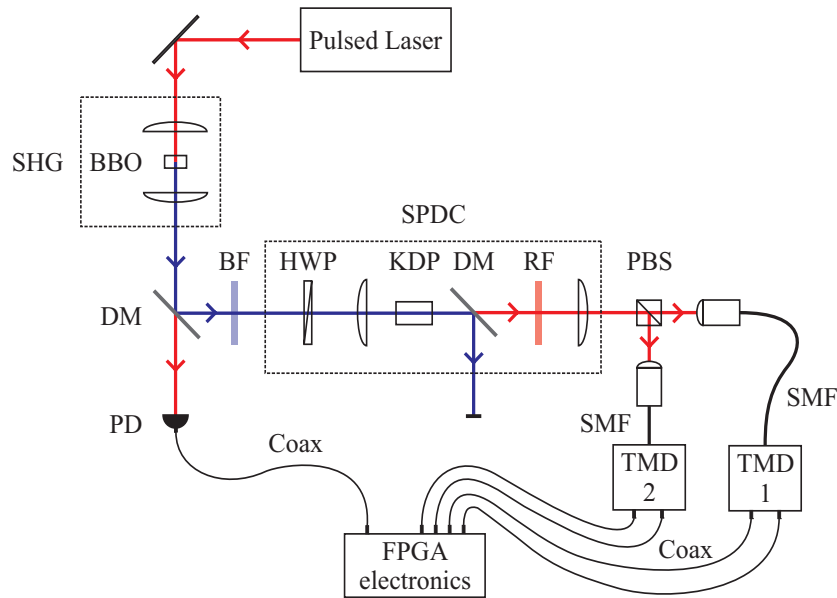 Pulsed Laser
SHG
BBO
SPDC
BF
HWP
KDP
DM
RF
PBS
DM
SMF
PD
SMF
Coax
TMD
2
TMD
1
Coax
FPGA
electronics